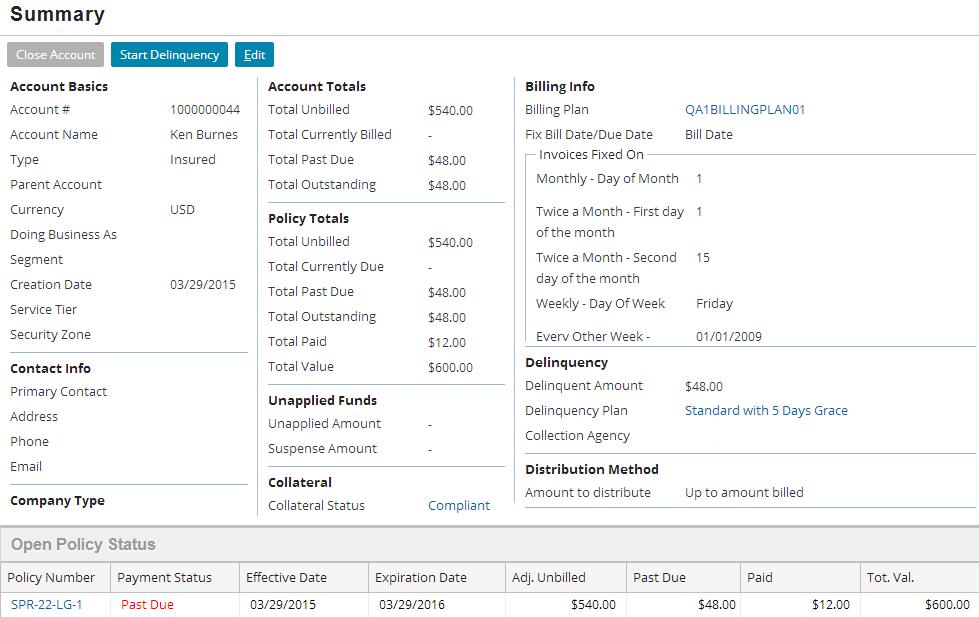 Summary
Close Account Start Delinquency Edit
Account Basics
Account # 1000000044
Account Name Ken Burnes
Type Insured
Parent Account
Currency USD
Doing Business As
Segment
Creation Date 03/29/2015
Service Tier
Security Zone
Contact Info
Primary Contact
Address
Phone
Email
Company Type
Account Totals
Total Unbilled $540.00
Total Currently Billed -
Total Past Due $48.00
Total Outstanding $48.00
Policy Totals
Total Unbilled $540.00
Total Currently Due -
Total Past Due $48.00
Total Outstanding $48.00
Total Paid $12.00
Total Value $600.00
Unapplied Funds
Unapplied Amount -
Suspense Amount -
Collateral
Collateral Status Compliant
Billing Info
Billing Plan QA1BILLINGPLAN01
Fix Bill Date/Due Date Bill Date
Invoices Fixed On
Monthly - Day of Month 1
Twice a Month - First day 1
of the month
Twice a Month - Second 15
day of the month
Weekly - Day Of Week Friday
Every Other Week - 01/01/2009
Delinquency
Delinquent Amount $48.00
Delinquency Plan Standard with 5 Days Grace
Collection Agency
Distribution Method
Amount to distribute Up to amount billed
Open Policy Status
Policy Number Payment Status Effective Date Expiration Date Adj. Unbilled Past Due Paid Tot. Val.
SPR-22-LG-1 Past Due 03/29/2015 03/29/2016 $540.00 $48.00 $12.00 $600.00